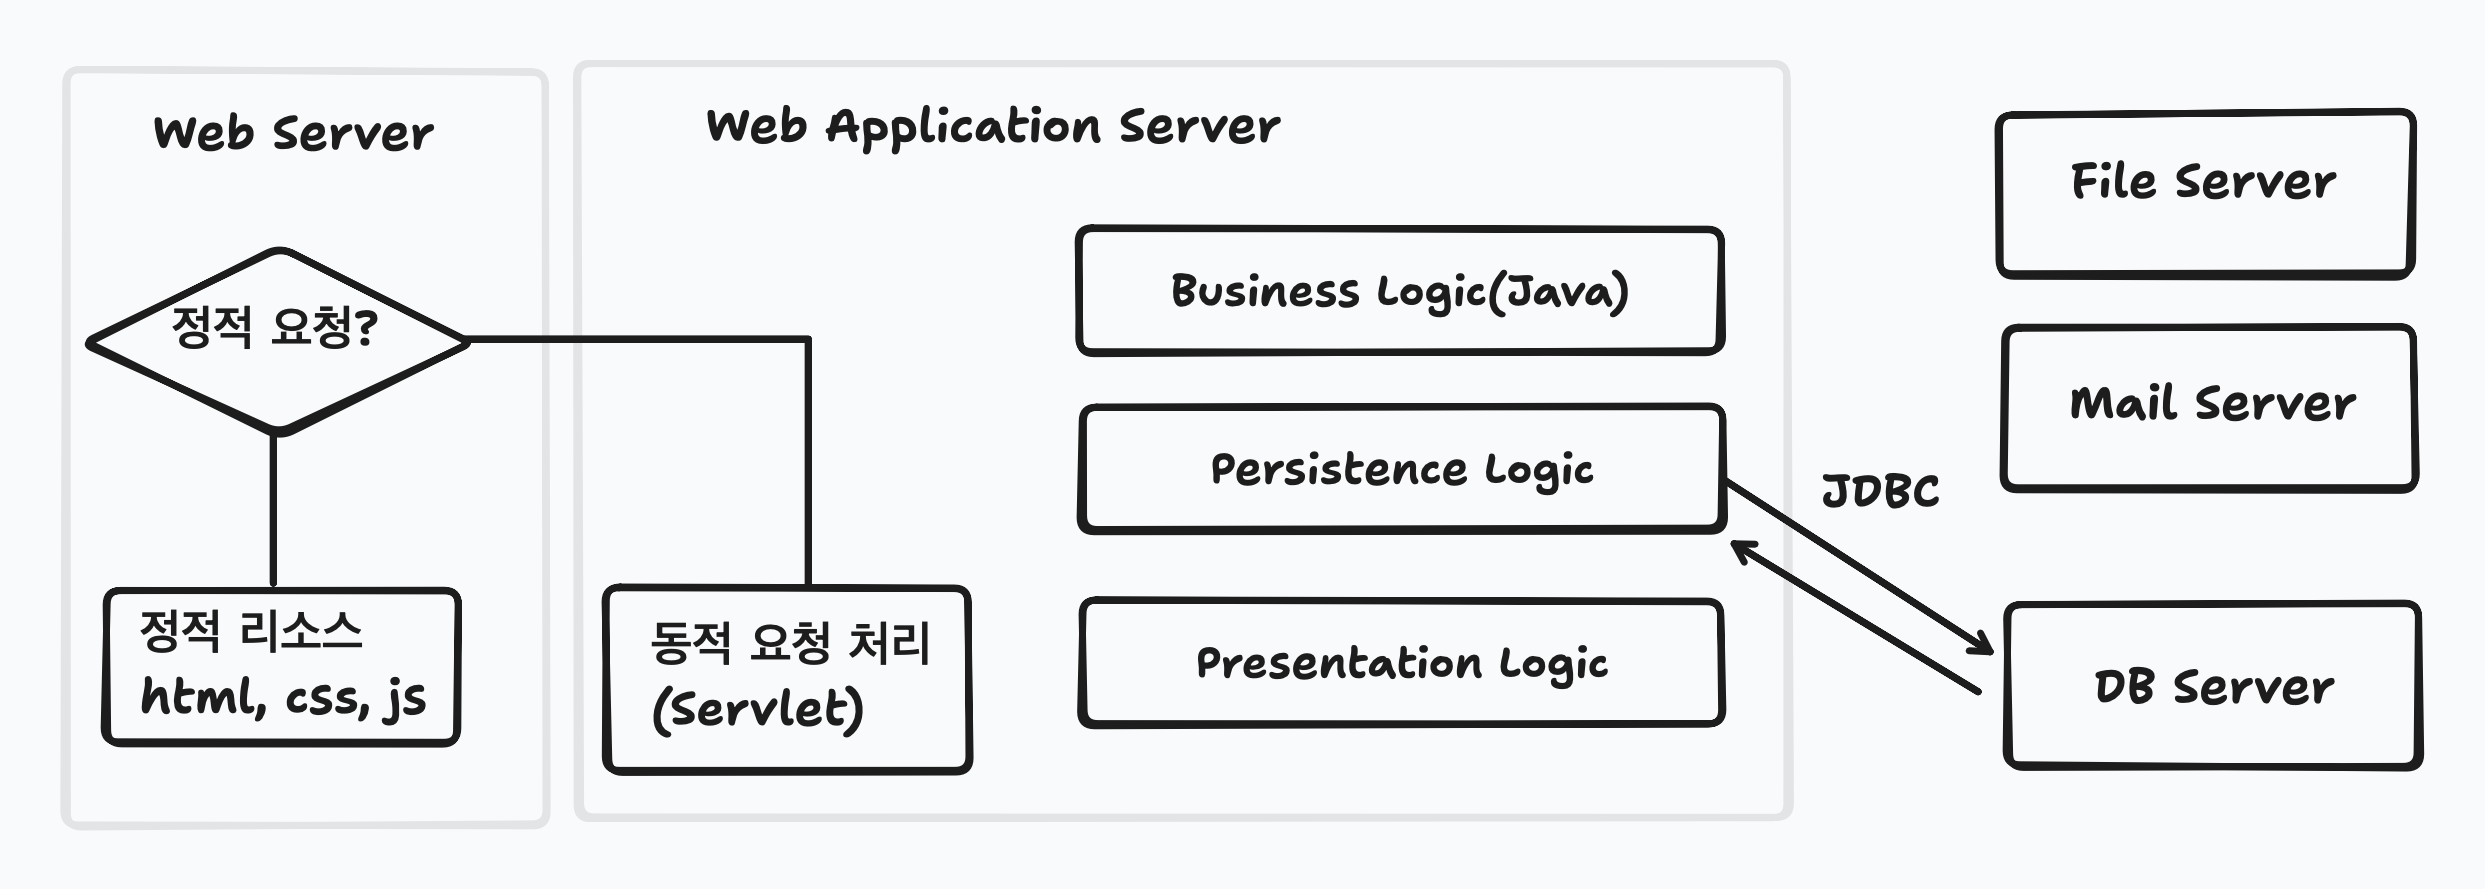 Web Server
정적 요청?
정적 리소스
html, css, js
Web Application Server
동적 요청 처리
(Servlet)
Business Logic(Java)
Persistence Logic
Presentation Logic
JDBC
File Server
Mail Server
DB Server